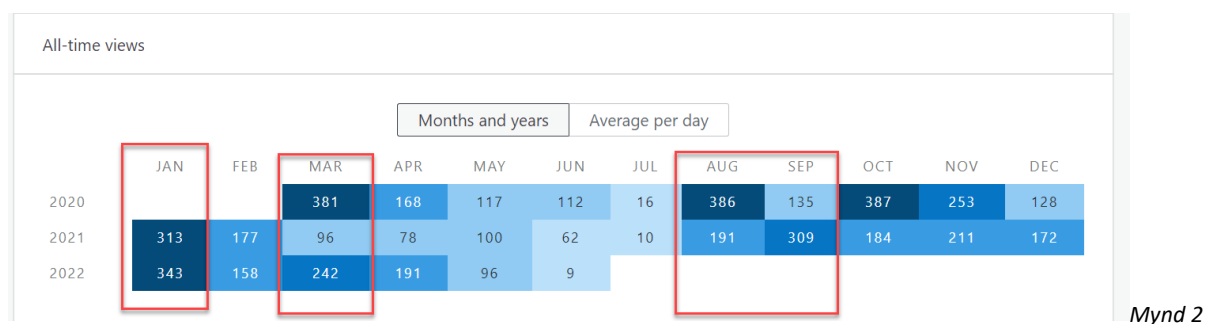 All-time views
Months and years Average per day
JAN FEB MAR APR MAY JUN JUL AUG SEP OCT NOV DEC
2020 381 168 117 112 16 386 135 387 253 128
2021 313 177 96 78 100 62 10 191 309 184 211 172
2022 343 158 242 191 96 9
Mynd 2